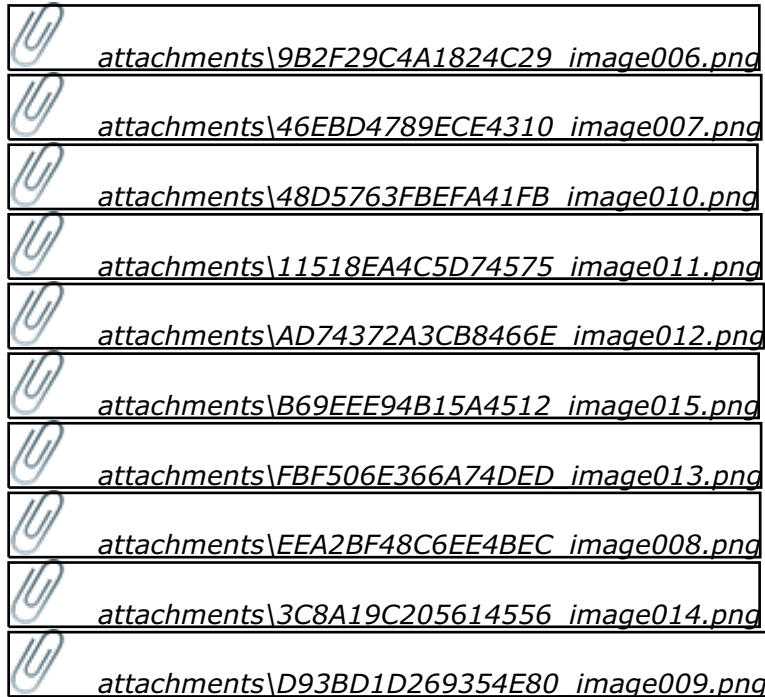 attachments\9B2F29C4A1824C29_image006.png
attachments\46EBD4789ECE4310_image007.png
attachments\48D5763FBEFA41FB_image010.png
attachments\11518EA4C5D74575_image011.png
attachments\AD74372A3CB8466E_image012.png
attachments\B69EEE94B15A4512_image015.png
attachments\FBF506E366A74DED_image013.png
attachments\EEA2BF48C6EE4BEC_image008.png
attachments\3C8A19C205614556_image014.png
attachments\D93BD1D269354E80_image009.png